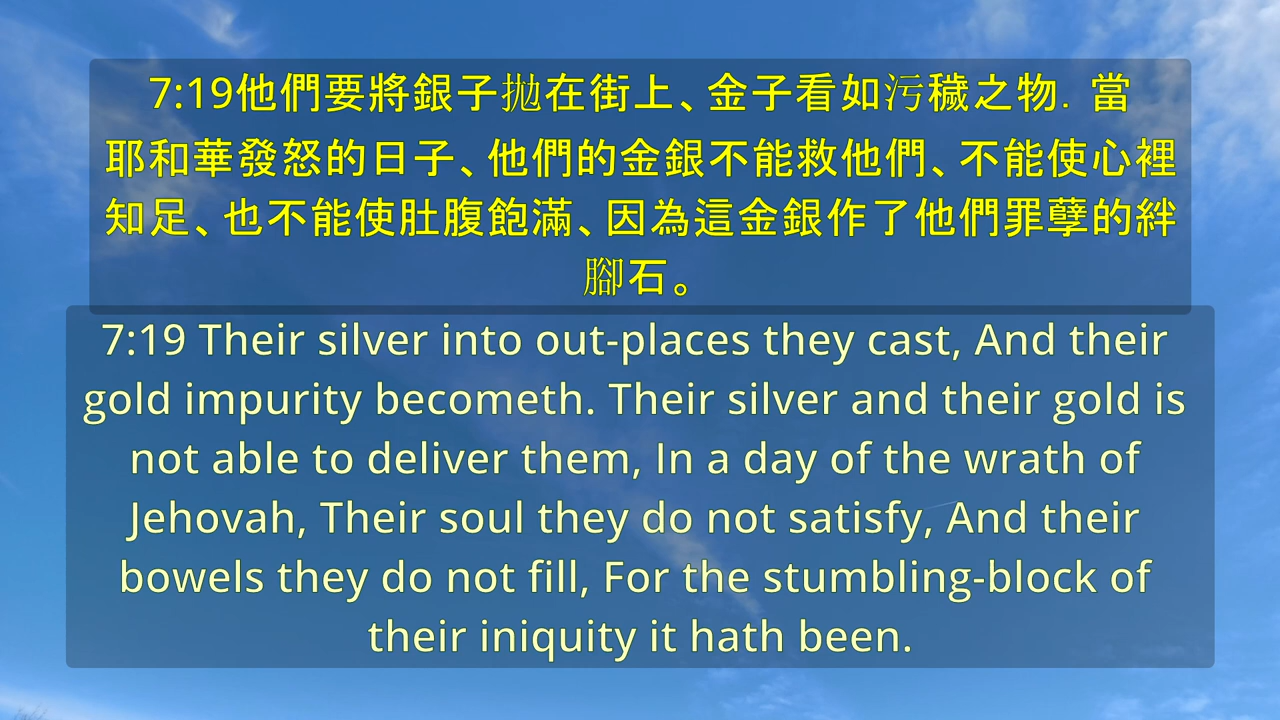 7:19他們要將銀子拋在街上、金子看如污穢之物．當
耶和華發怒的日子、他們的金銀不能救他們、不能使心裡
知足、也不能使肚腹飽滿、因為這金銀作了他們罪孽的絆
腳石。
7:19 Their silver into out-places they cast, And their
gold impurity becometh. Their silver and their gold is
not able to deliver them, In a day of the wrath of
Jehovah, Their soul they do not satisfy, And their
bowels they do not fill, For the stumbling-block of
their iniquity it hath been.